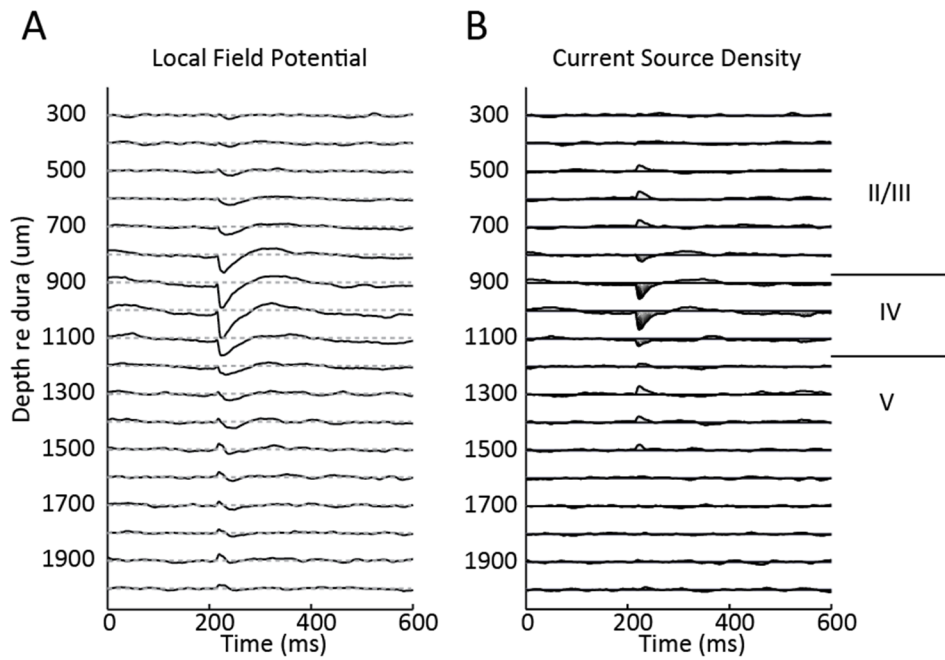 A
B
Local Field Potential
Current Source Density
Depth re dura (um)
300
500
700
900
1100
1300
1500
1700
1900
0
200
400
600
Time (ms)
300
500
700
900
1100
1300
1500
1700
1900
0
200
400
600
Time (ms)
II/III
IV
V